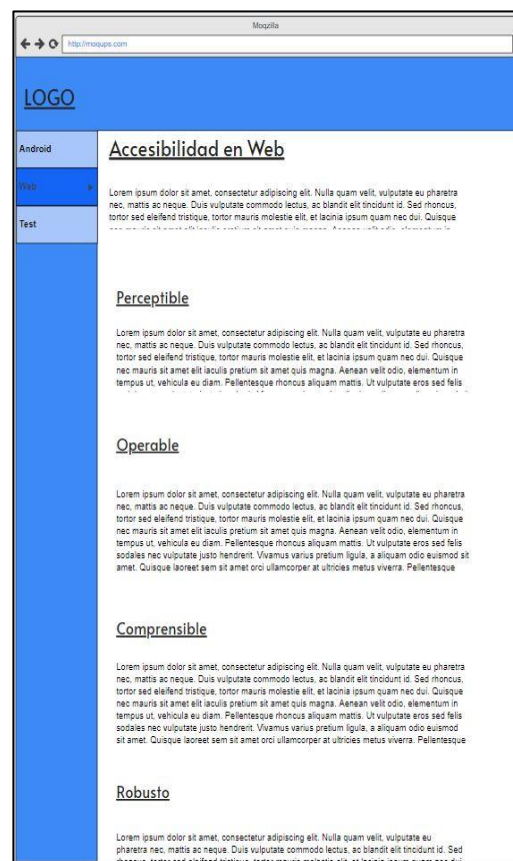 Moqzilla
http://moqups.com
LOGO
Android
Web
Test
Accesibilidad en Web
Lorem ipsum dolor sit amet, consectetur adipiscing elit. Nulla quam velit, vulputate eu pharetra
nec, mattis ac neque. Duis vulputate commodo lectus, ac blandit elit tincidunt id. Sed rhoncus,
tortor sed eleifend tristique, tortor mauris molestie elit, et lacinia ipsum quam nec dui. Quisque
Perceptible
Lorem ipsum dolor sit amet, consectetur adipiscing elit. Nulla quam velit, vulputate eu pharetra
nec, mattis ac neque. Duis vulputate commodo lectus, ac blandit elit tincidunt id. Sed rhoncus,
tortor sed eleifend tristique, tortor mauris molestie elit, et lacinia ipsum quam nec dui. Quisque
nec mauris sit amet elit iaculis pretium sit amet quis magna. Aenean velit odio, elementum in
tempus ut, vehicula eu diam. Pellentesque rhoncus aliquam mattis. Ut vulputate eros sed felis
Operable
Lorem ipsum dolor sit amet, consectetur adipiscing elit. Nulla quam velit, vulputate eu pharetra
nec, mattis ac neque. Duis vulputate commodo lectus, ac blandit elit tincidunt id. Sed rhoncus,
tortor sed eleifend tristique, tortor mauris molestie elit, et lacinia ipsum quam nec dui. Quisque
nec mauris sit amet elit iaculis pretium sit amet quis magna. Aenean velit odio, elementum in
tempus ut, vehicula eu diam. Pellentesque rhoncus aliquam mattis. Ut vulputate eros sed felis
sodales nec vulputate justo hendrerit. Vivamus varius pretium ligula, a aliquam odio euismod sit
amet. Quisque laoreet sem sit amet orci ullamcorper at ultricies metus viverra. Pellentesque
Comprensible
Lorem ipsum dolor sit amet, consectetur adipiscing elit. Nulla quam velit, vulputate eu pharetra
nec, mattis ac neque. Duis vulputate commodo lectus, ac blandit elit tincidunt id. Sed rhoncus,
tortor sed eleifend tristique, tortor mauris molestie elit, et lacinia ipsum quam nec dui. Quisque
nec mauris sit amet elit iaculis pretium sit amet quis magna. Aenean velit odio, elementum in
tempus ut, vehicula eu diam. Pellentesque rhoncus aliquam mattis. Ut vulputate eros sed felis
sodales nec vulputate justo hendrerit. Vivamus varius pretium ligula, a aliquam odio euismod
sit amet. Quisque laoreet sem sit amet orci ullamcorper at ultricies metus viverra. Pellentesque
Robusto
Lorem ipsum dolor sit amet, consectetur adipiscing elit. Nulla quam velit, vulputate eu
pharetra nec, mattis ac neque. Duis vulputate commodo lectus, ac blandit elit tincidunt id. Sed